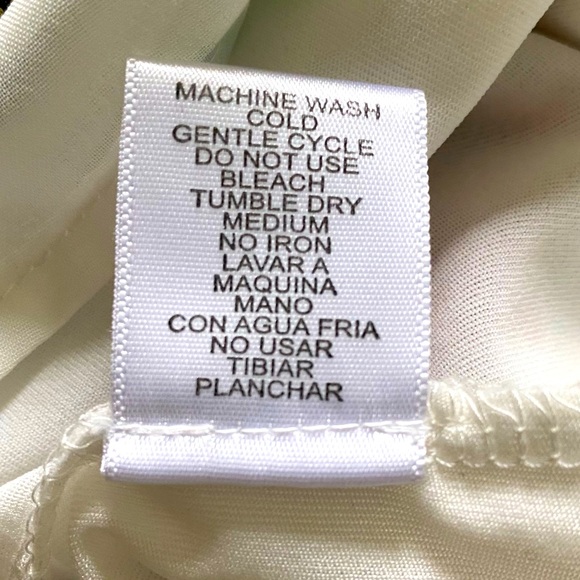 MACHINE WASH
COLD
GENTLE CYCLE
DO NOT USE
BLEACH
TUMBLE DRY
MEDIUM
NO IRON
LAVAR A
MAQUINA
MANO
CON AGUA FRIA
NO USAR
TIBIAR
PLANCHAR